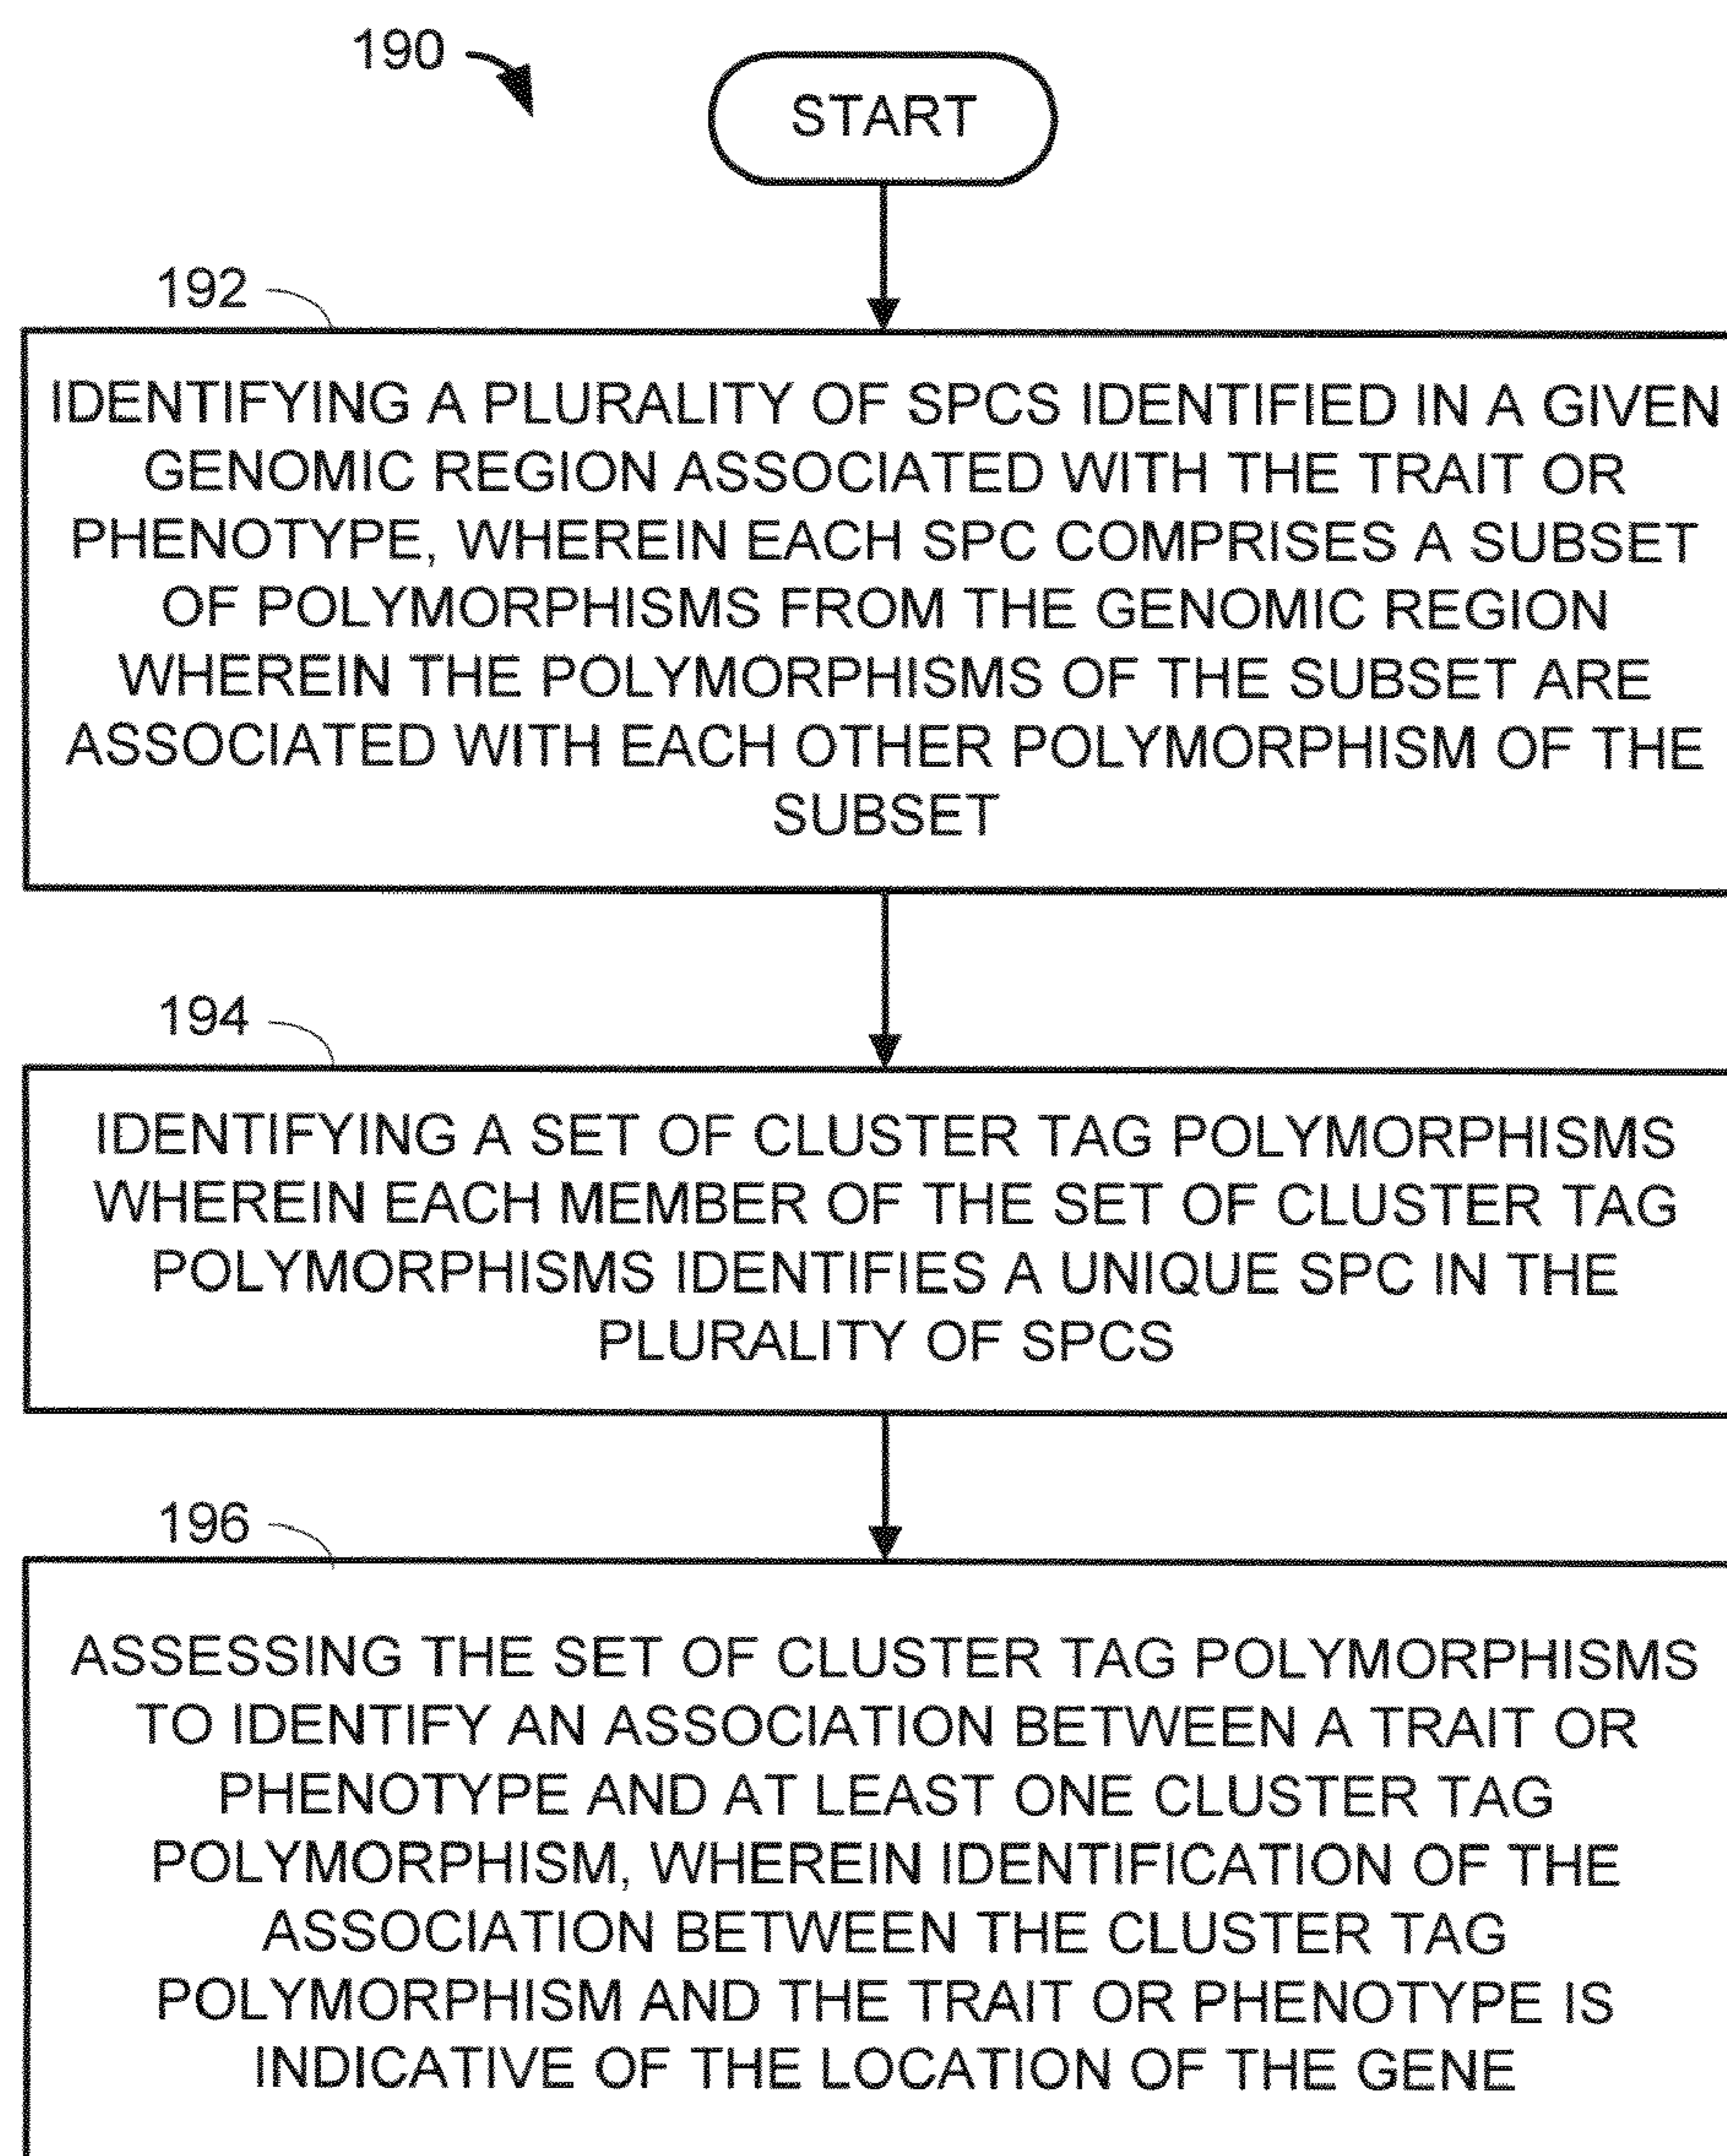 190
START
192
IDENTIFYING A PLURALITY OF SPCS IDENTIFIED IN A GIVEN
GENOMIC REGION ASSOCIATED WITH THE TRAIT OR
PHENOTYPE, WHEREIN EACH SPC COMPRISES A SUBSET
OF POLYMORPHISMS FROM THE GENOMIC REGION
WHEREIN THE POLYMORPHISMS OF THE SUBSET ARE
ASSOCIATED WITH EACH OTHER POLYMORPHISM OF THE
SUBSET
194
IDENTIFYING A SET OF CLUSTER TAG POLYMORPHISMS
WHEREIN EACH MEMBER OF THE SET OF CLUSTER TAG
POLYMORPHISMS IDENTIFIES A UNIQUE SPC IN THE
PLURALITY OF SPCS
196
ASSESSING THE SET OF CLUSTER TAG POLYMORPHISMS
TO IDENTIFY AN ASSOCIATION BETWEEN A TRAIT OR
PHENOTYPE AND AT LEAST ONE CLUSTER TAG
POLYMORPHISM, WHEREIN IDENTIFICATION OF THE
ASSOCIATION BETWEEN THE CLUSTER TAG
POLYMORPHISM AND THE TRAIT OR PHENOTYPE IS
INDICATIVE OF THE LOCATION OF THE GENE